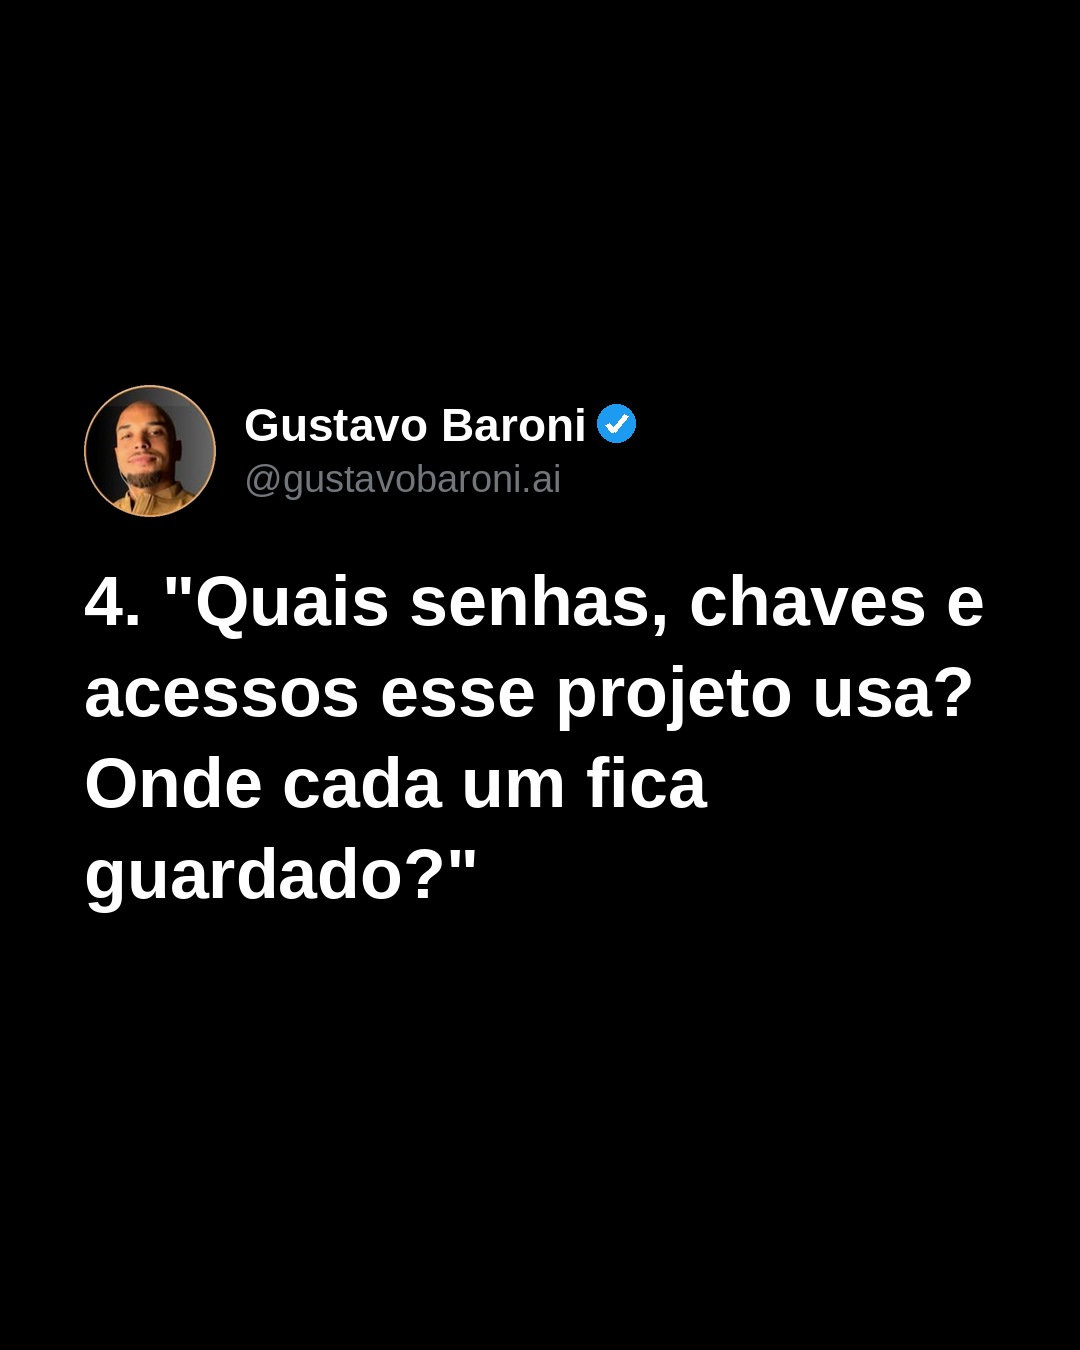 Gustavo Baroni
@gustavobaroni.ai
4. "Quais senhas, chaves e
acessos esse projeto usa?
Onde cada um fica
guardado?"